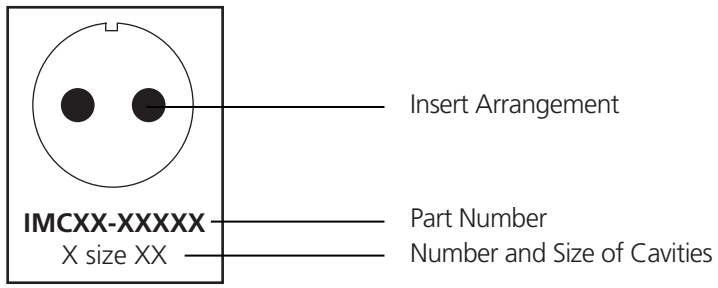 Insert Arrangement
IMCXX-XXXXX
Part Number
X size XX
Number and Size of Cavities